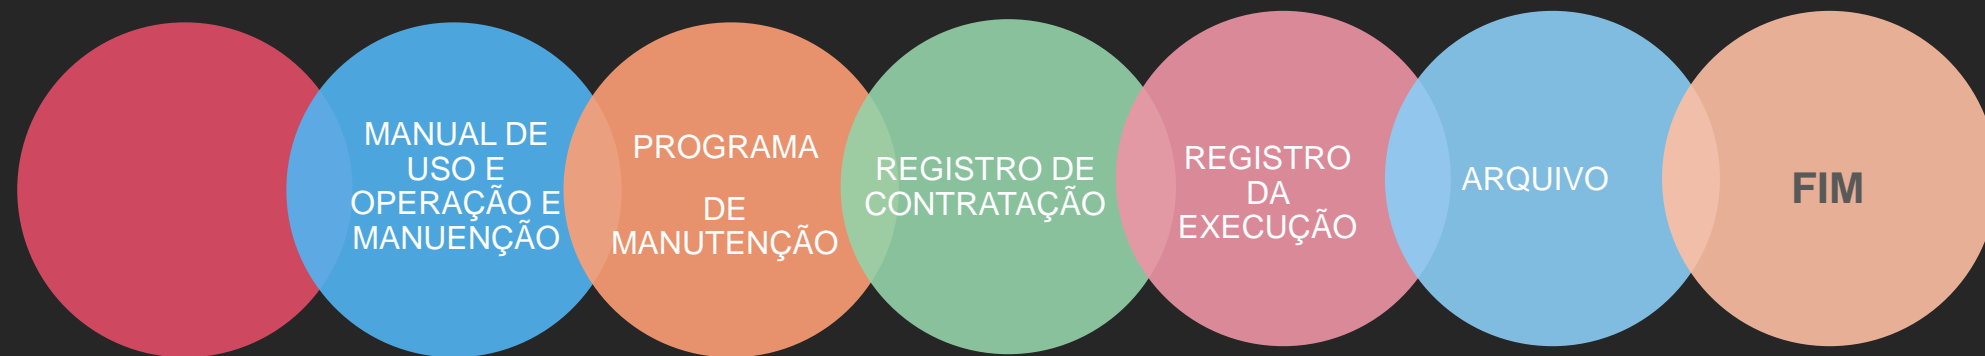 MANUAL DE
USO E
OPERAÇÃO E
MANUENÇÃO
PROGRAMA
DE
MANUTENÇÃO
REGISTRO DE
CONTRATAÇÃO
REGISTRO
DA
EXECUÇÃO
ARQUIVO
FIM